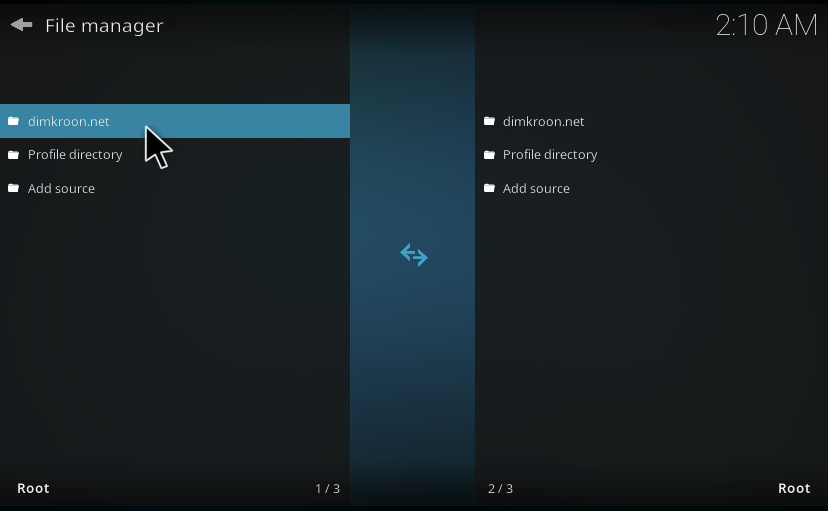 File manager
2:10 AM
dimkroon.net
Profile directory
Add source
dimkroon.net
Profile directory
Add source
Root
1 / 3
2 / 3
Root